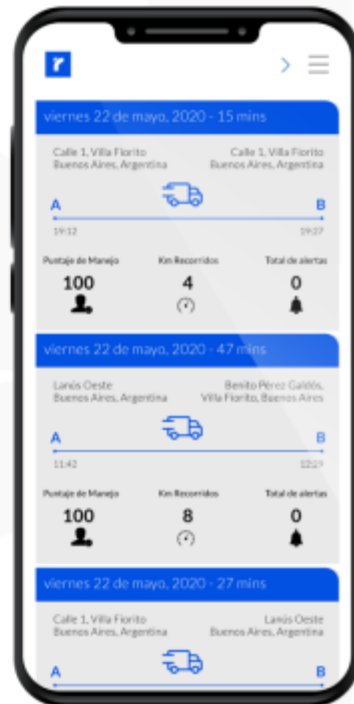 r
viernes 22 de mayo, 2020 - 15 mins
Calle 1, Villa Fiorito
Buenos Aires, Argentina
Calle 1, Villa Fiorito
Buenos Aires, Argentina
A
B
19:12
19:27
Puntaje de Manejo
Km Recorridos
Total de alertas
100
4
0
viernes 22 de mayo, 2020 - 47 mins
Lanús Oeste
Buenos Aires, Argentina
Benito Pérez Galdós,
Villa Fiorito, Buenos Aires
A
B
11:42
12:29
Puntaje de Manejo
Km Recorridos
Total de alertas
100
8
0
viernes 22 de mayo, 2020 - 27 mins
Calle 1, Villa Fiorito
Buenos Aires, Argentina
Lanús Oeste
Buenos Aires, Argentina
A
B